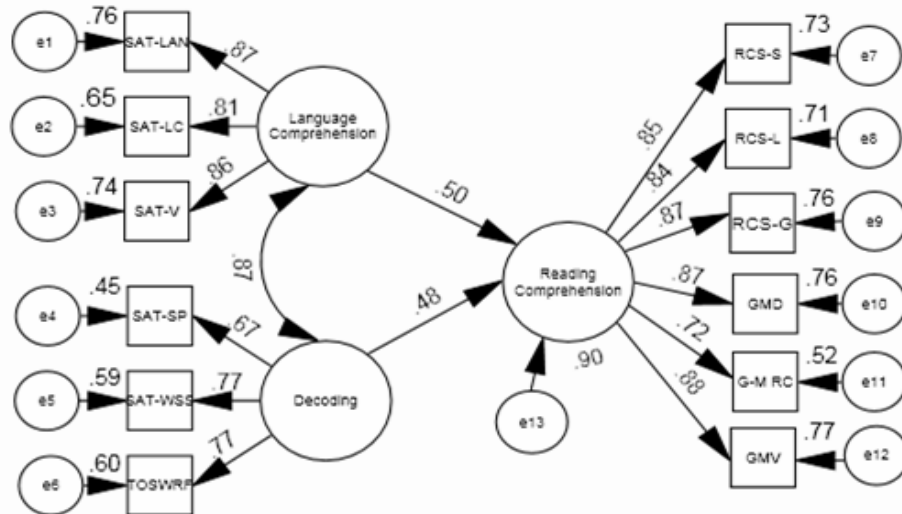 e1
.76
SAT-LAN
.87
e2
.65
SAT-LC
.81
e3
.74
SAT-V
.86
Language
Comprehension
.87
e4
.45
SAT-SP
.67
e5
.59
SAT-WSS
.77
e6
.60
TOSWRF
.77
Decoding
.50
.48
Reading
Comprehension
.90
e13
.85
RCS-S
.73
e7
.84
RCS-L
.71
e8
.87
RCS-G
.76
e9
.87
GMD
.76
e10
.72
G-M RC
.52
e11
.88
GMV
.77
e12